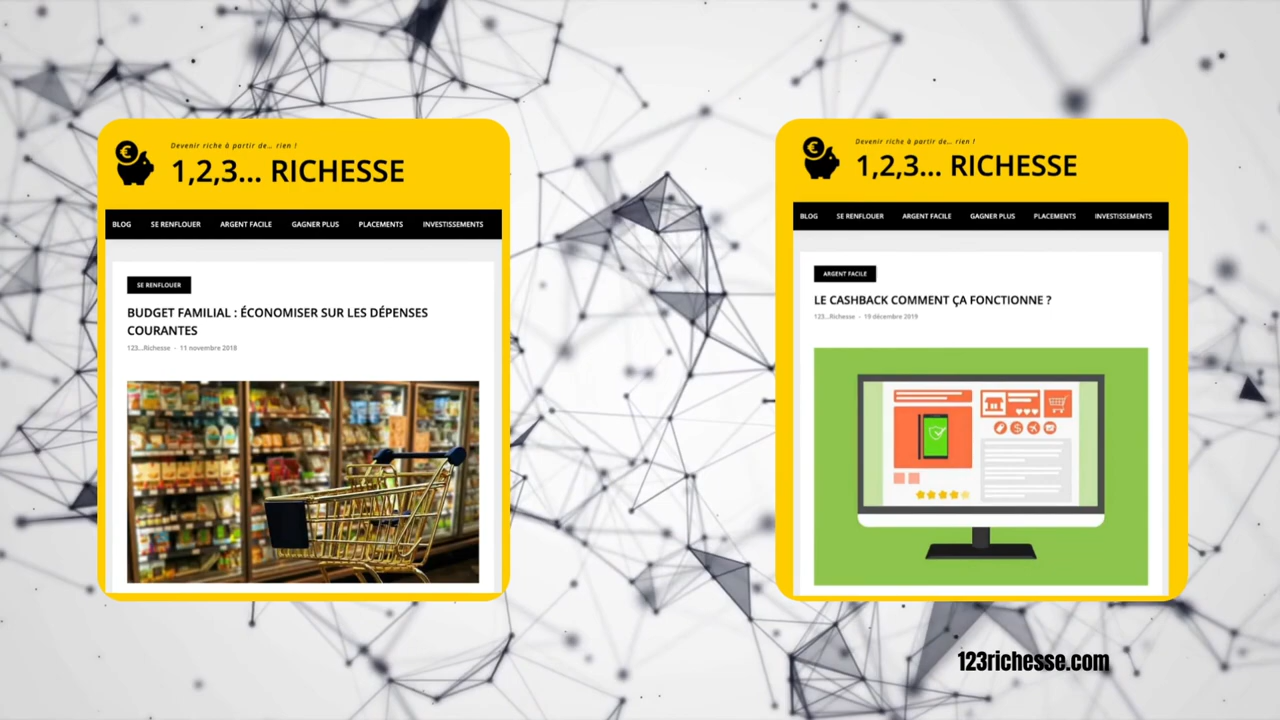 Devenir riche à partir de... rien !
1,2,3... RICHESSE
BLOG SE RENFLOUER ARGENT FACILE GAGNER PLUS PLACEMENTS INVESTISSEMENTS
SE RENFLOUER
BUDGET FAMILIAL : ÉCONOMISER SUR LES DÉPENSES
COURANTES
123...Richesse - 11 novembre 2018
Devenir riche à partir de... rien !
1,2,3... RICHESSE
BLOG SE RENFLOUER ARGENT FACILE GAGNER PLUS PLACEMENTS INVESTISSEMENTS
ARGENT FACILE
LE CASHBACK COMMENT ÇA FONCTIONNE ?
123...Richesse - 19 décembre 2019
123richesse.com